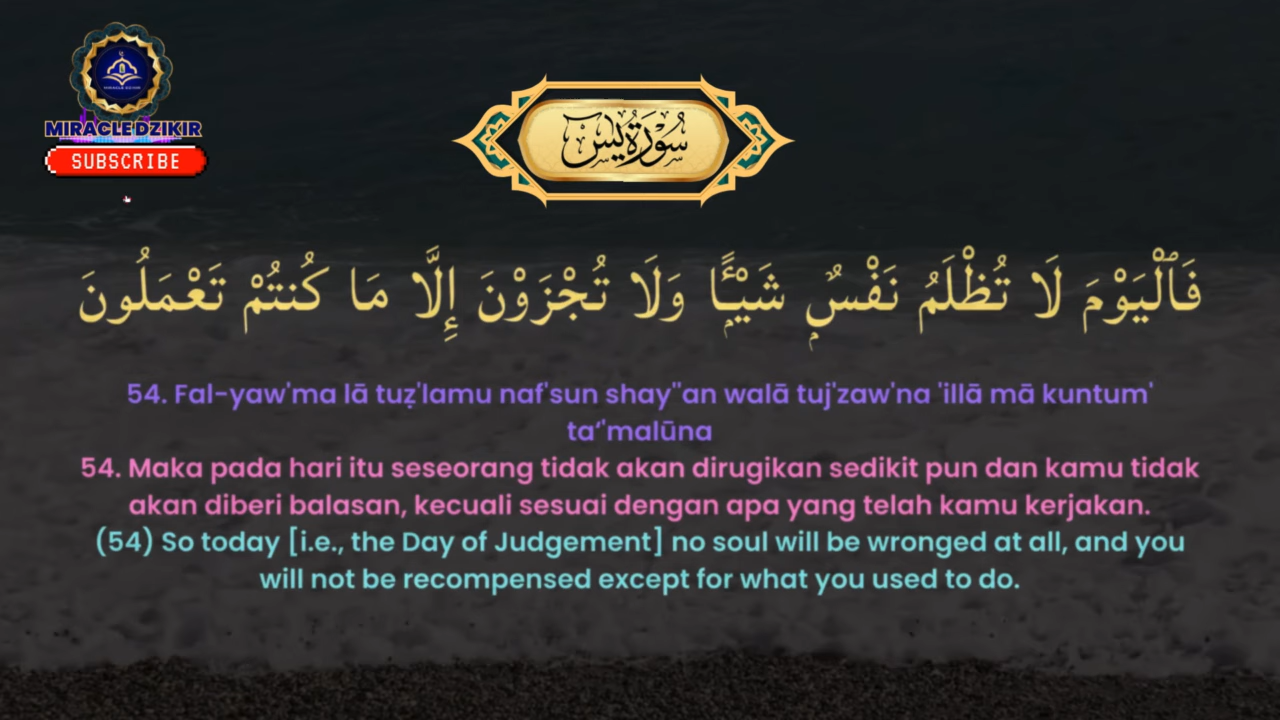 MIRACLE DZIKIR
SUBSCRIBE
سُوْرَةُ يٰسٓ
فَٱلْيَوْمَ لَا تُظْلَمُ نَفْسٌۭ شَيْـًۭٔا وَلَا تُجْزَوْنَ إِلَّا مَا كُنتُمْ تَعْمَلُونَ
54. Fal-yaw'ma lā tuẓ'lamu naf'sun shay''an walā tuj'zaw'na 'illā mā kuntum'
ta‘'malūna
54. Maka pada hari itu seseorang tidak akan dirugikan sedikit pun dan kamu tidak
akan diberi balasan, kecuali sesuai dengan apa yang telah kamu kerjakan.
(54) So today [i.e., the Day of Judgement] no soul will be wronged at all, and you
will not be recompensed except for what you used to do.